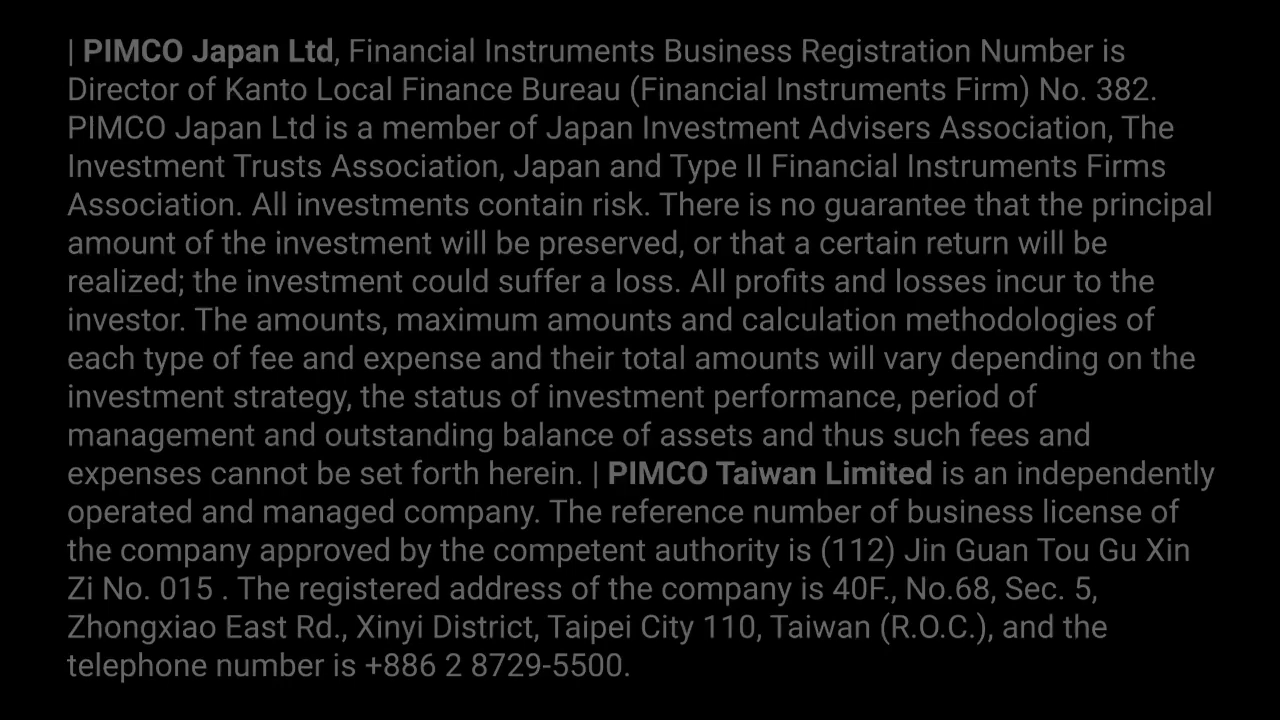 | PIMCO Japan Ltd, Financial Instruments Business Registration Number is
Director of Kanto Local Finance Bureau (Financial Instruments Firm) No. 382.
PIMCO Japan Ltd is a member of Japan Investment Advisers Association, The
Investment Trusts Association, Japan and Type II Financial Instruments Firms
Association. All investments contain risk. There is no guarantee that the principal
amount of the investment will be preserved, or that a certain return will be
realized; the investment could suffer a loss. All profits and losses incur to the
investor. The amounts, maximum amounts and calculation methodologies of
each type of fee and expense and their total amounts will vary depending on the
investment strategy, the status of investment performance, period of
management and outstanding balance of assets and thus such fees and
expenses cannot be set forth herein. | PIMCO Taiwan Limited is an independently
operated and managed company. The reference number of business license of
the company approved by the competent authority is (112) Jin Guan Tou Gu Xin
Zi No. 015 . The registered address of the company is 40F., No.68, Sec. 5,
Zhongxiao East Rd., Xinyi District, Taipei City 110, Taiwan (R.O.C.), and the
telephone number is +886 2 8729-5500.